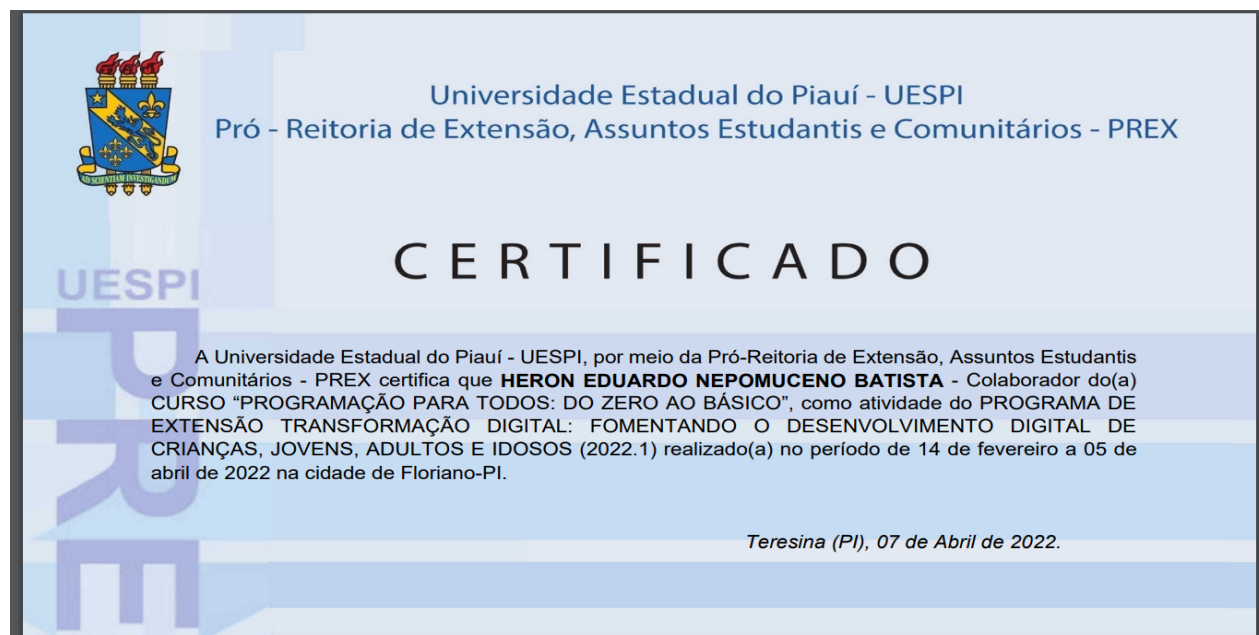 Universidade Estadual do Piauí - UESPI
Pró - Reitoria de Extensão, Assuntos Estudantis e Comunitários - PREX
AD SCIENTIAM INVESTIGANDUM
CERTIFICADO
UESPI
PRE
A Universidade Estadual do Piauí - UESPI, por meio da Pró-Reitoria de Extensão, Assuntos Estudantis
e Comunitários - PREX certifica que HERON EDUARDO NEPOMUCENO BATISTA - Colaborador do(a)
CURSO “PROGRAMAÇÃO PARA TODOS: DO ZERO AO BÁSICO”, como atividade do PROGRAMA DE
EXTENSÃO TRANSFORMAÇÃO DIGITAL: FOMENTANDO O DESENVOLVIMENTO DIGITAL DE
CRIANÇAS, JOVENS, ADULTOS E IDOSOS (2022.1) realizado(a) no período de 14 de fevereiro a 05 de
abril de 2022 na cidade de Floriano-PI.
Teresina (PI), 07 de Abril de 2022.